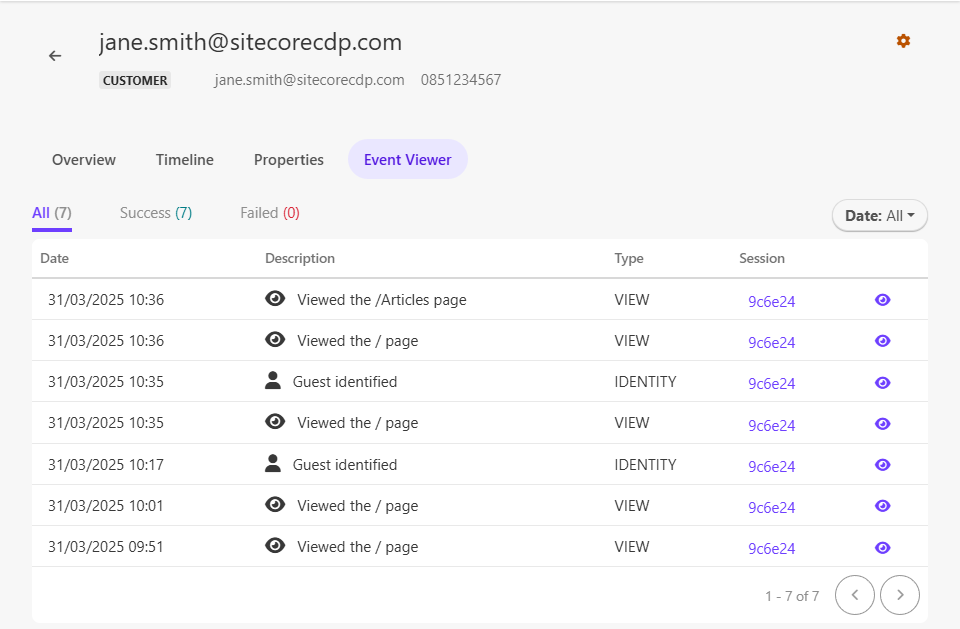 jane.smith@sitecorecdp.com
CUSTOMER jane.smith@sitecorecdp.com 0851234567
Overview Timeline Properties Event Viewer
All (7) Success (7) Failed (0) Date: All
Date Description Type Session
31/03/2025 10:36 Viewed the /Articles page VIEW 9c6e24
31/03/2025 10:36 Viewed the / page VIEW 9c6e24
31/03/2025 10:35 Guest identified IDENTITY 9c6e24
31/03/2025 10:35 Viewed the / page VIEW 9c6e24
31/03/2025 10:17 Guest identified IDENTITY 9c6e24
31/03/2025 10:01 Viewed the / page VIEW 9c6e24
31/03/2025 09:51 Viewed the / page VIEW 9c6e24
1 - 7 of 7